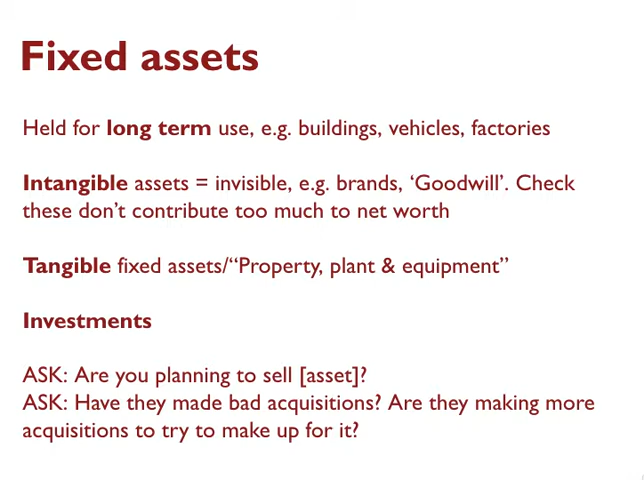 Fixed assets
Held for long term use, e.g. buildings, vehicles, factories
Intangible assets = invisible, e.g. brands, ‘Goodwill’. Check
these don’t contribute too much to net worth
Tangible fixed assets/“Property, plant & equipment”
Investments
ASK: Are you planning to sell [asset]?
ASK: Have they made bad acquisitions? Are they making more
acquisitions to try to make up for it?